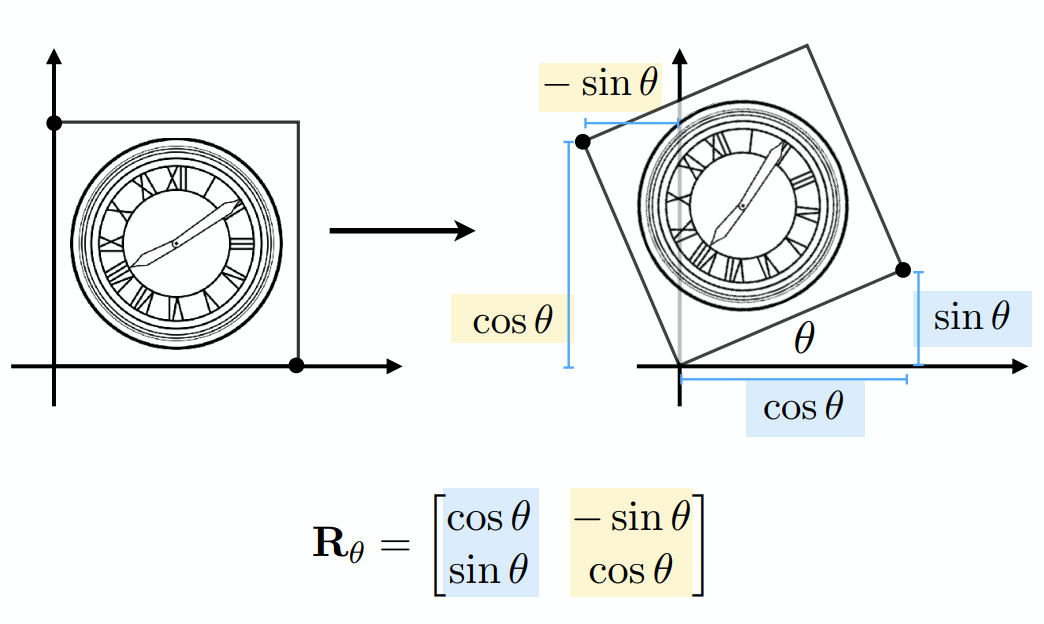 − sin θ
cos θ
sin θ
θ
cos θ
R_θ = [ cos θ  − sin θ
sin θ  cos θ ]